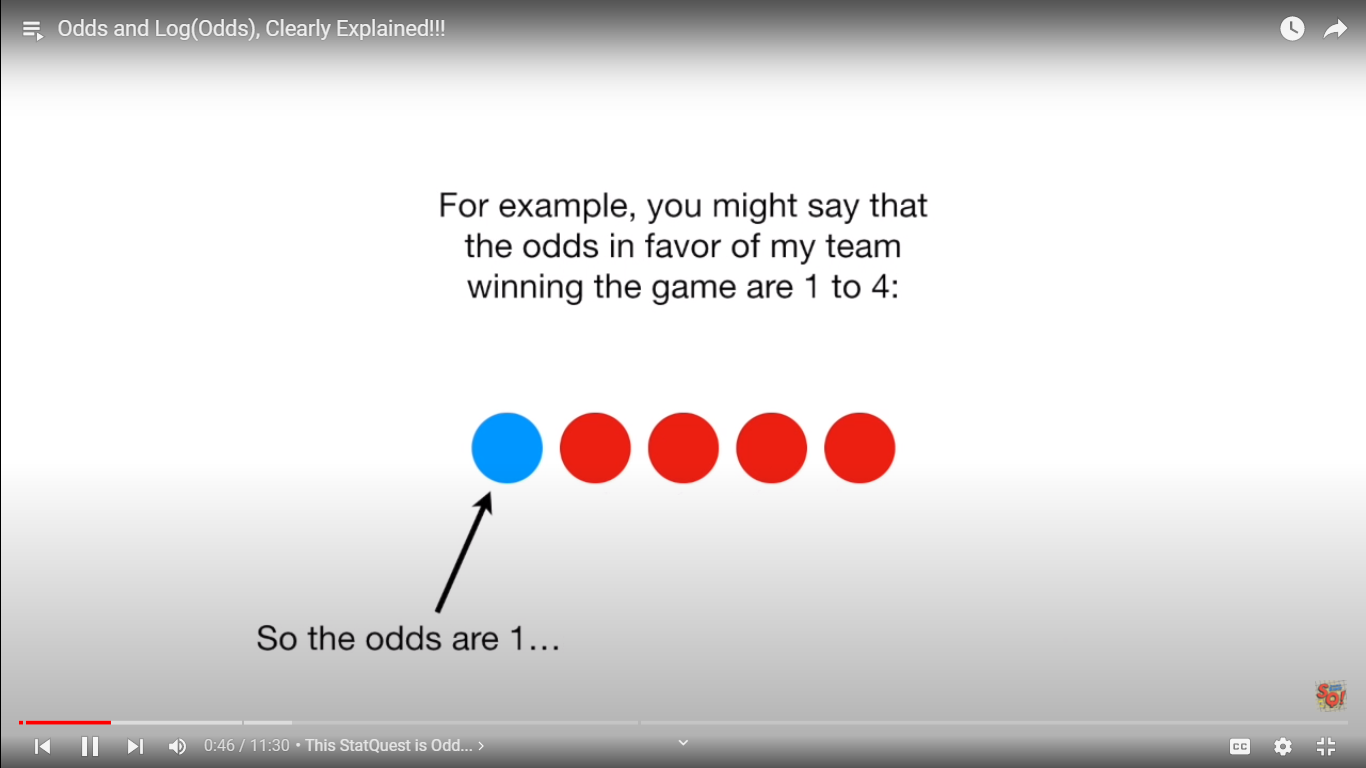 Odds and Log(Odds), Clearly Explained!!!
For example, you might say that
the odds in favor of my team
winning the game are 1 to 4:
So the odds are 1...
SQ!
0:46 / 11:30 • This StatQuest is Odd... ›
CC